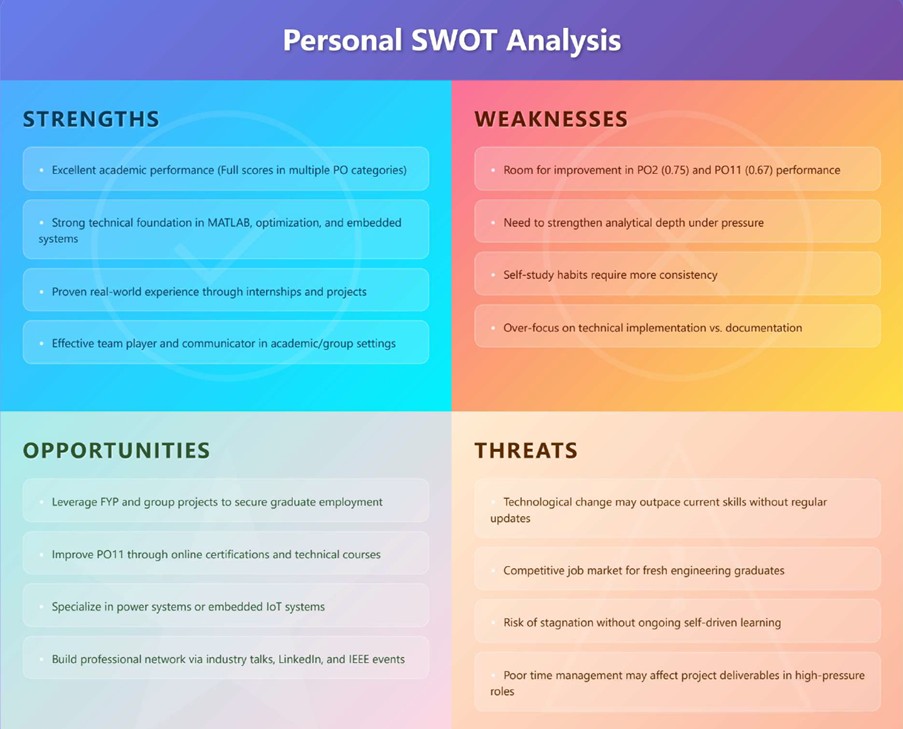 Personal SWOT Analysis
STRENGTHS
• Excellent academic performance (Full scores in multiple PO categories)
• Strong technical foundation in MATLAB, optimization, and embedded
systems
• Proven real-world experience through internships and projects
• Effective team player and communicator in academic/group settings
WEAKNESSES
• Room for improvement in PO2 (0.75) and PO11 (0.67) performance
• Need to strengthen analytical depth under pressure
• Self-study habits require more consistency
• Over-focus on technical implementation vs. documentation
OPPORTUNITIES
• Leverage FYP and group projects to secure graduate employment
• Improve PO11 through online certifications and technical courses
• Specialize in power systems or embedded IoT systems
• Build professional network via industry talks, LinkedIn, and IEEE events
THREATS
• Technological change may outpace current skills without regular
updates
• Competitive job market for fresh engineering graduates
• Risk of stagnation without ongoing self-driven learning
• Poor time management may affect project deliverables in high-pressure
roles